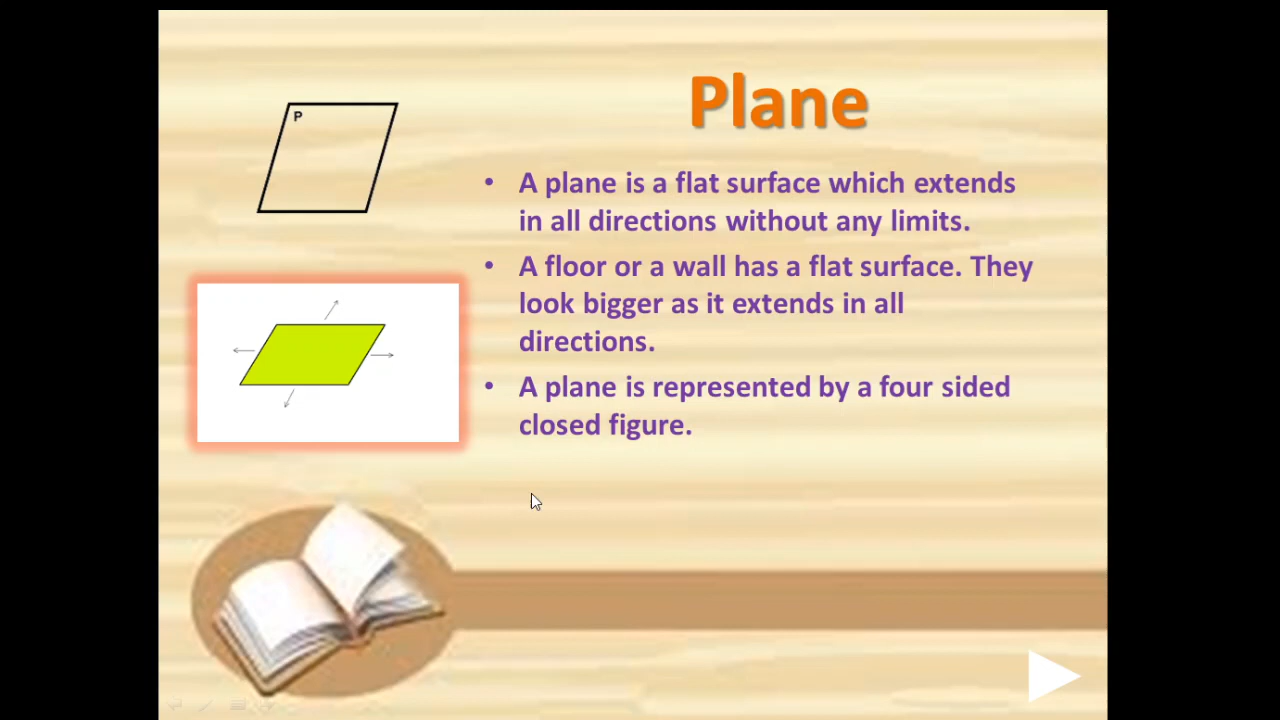 Plane
P
• A plane is a flat surface which extends
in all directions without any limits.
• A floor or a wall has a flat surface. They
look bigger as it extends in all
directions.
• A plane is represented by a four sided
closed figure.